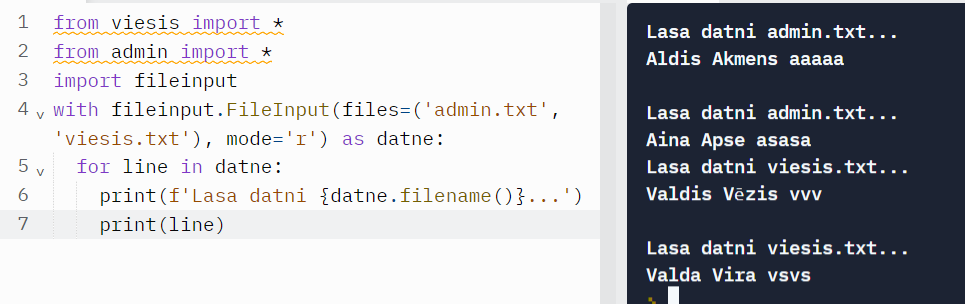 1 from viesis import *
2 from admin import *
3 import fileinput
4 with fileinput.FileInput(files=('admin.txt',
'viesis.txt'), mode='r') as datne:
5 for line in datne:
6 print(f'Lasa datni {datne.filename()}...')
7 print(line)
Lasa datni admin.txt...
Aldis Akmens aaaaa
Lasa datni admin.txt...
Aina Apse asasa
Lasa datni viesis.txt...
Valdis Vēzis vvv
Lasa datni viesis.txt...
Valda Vira vsvs